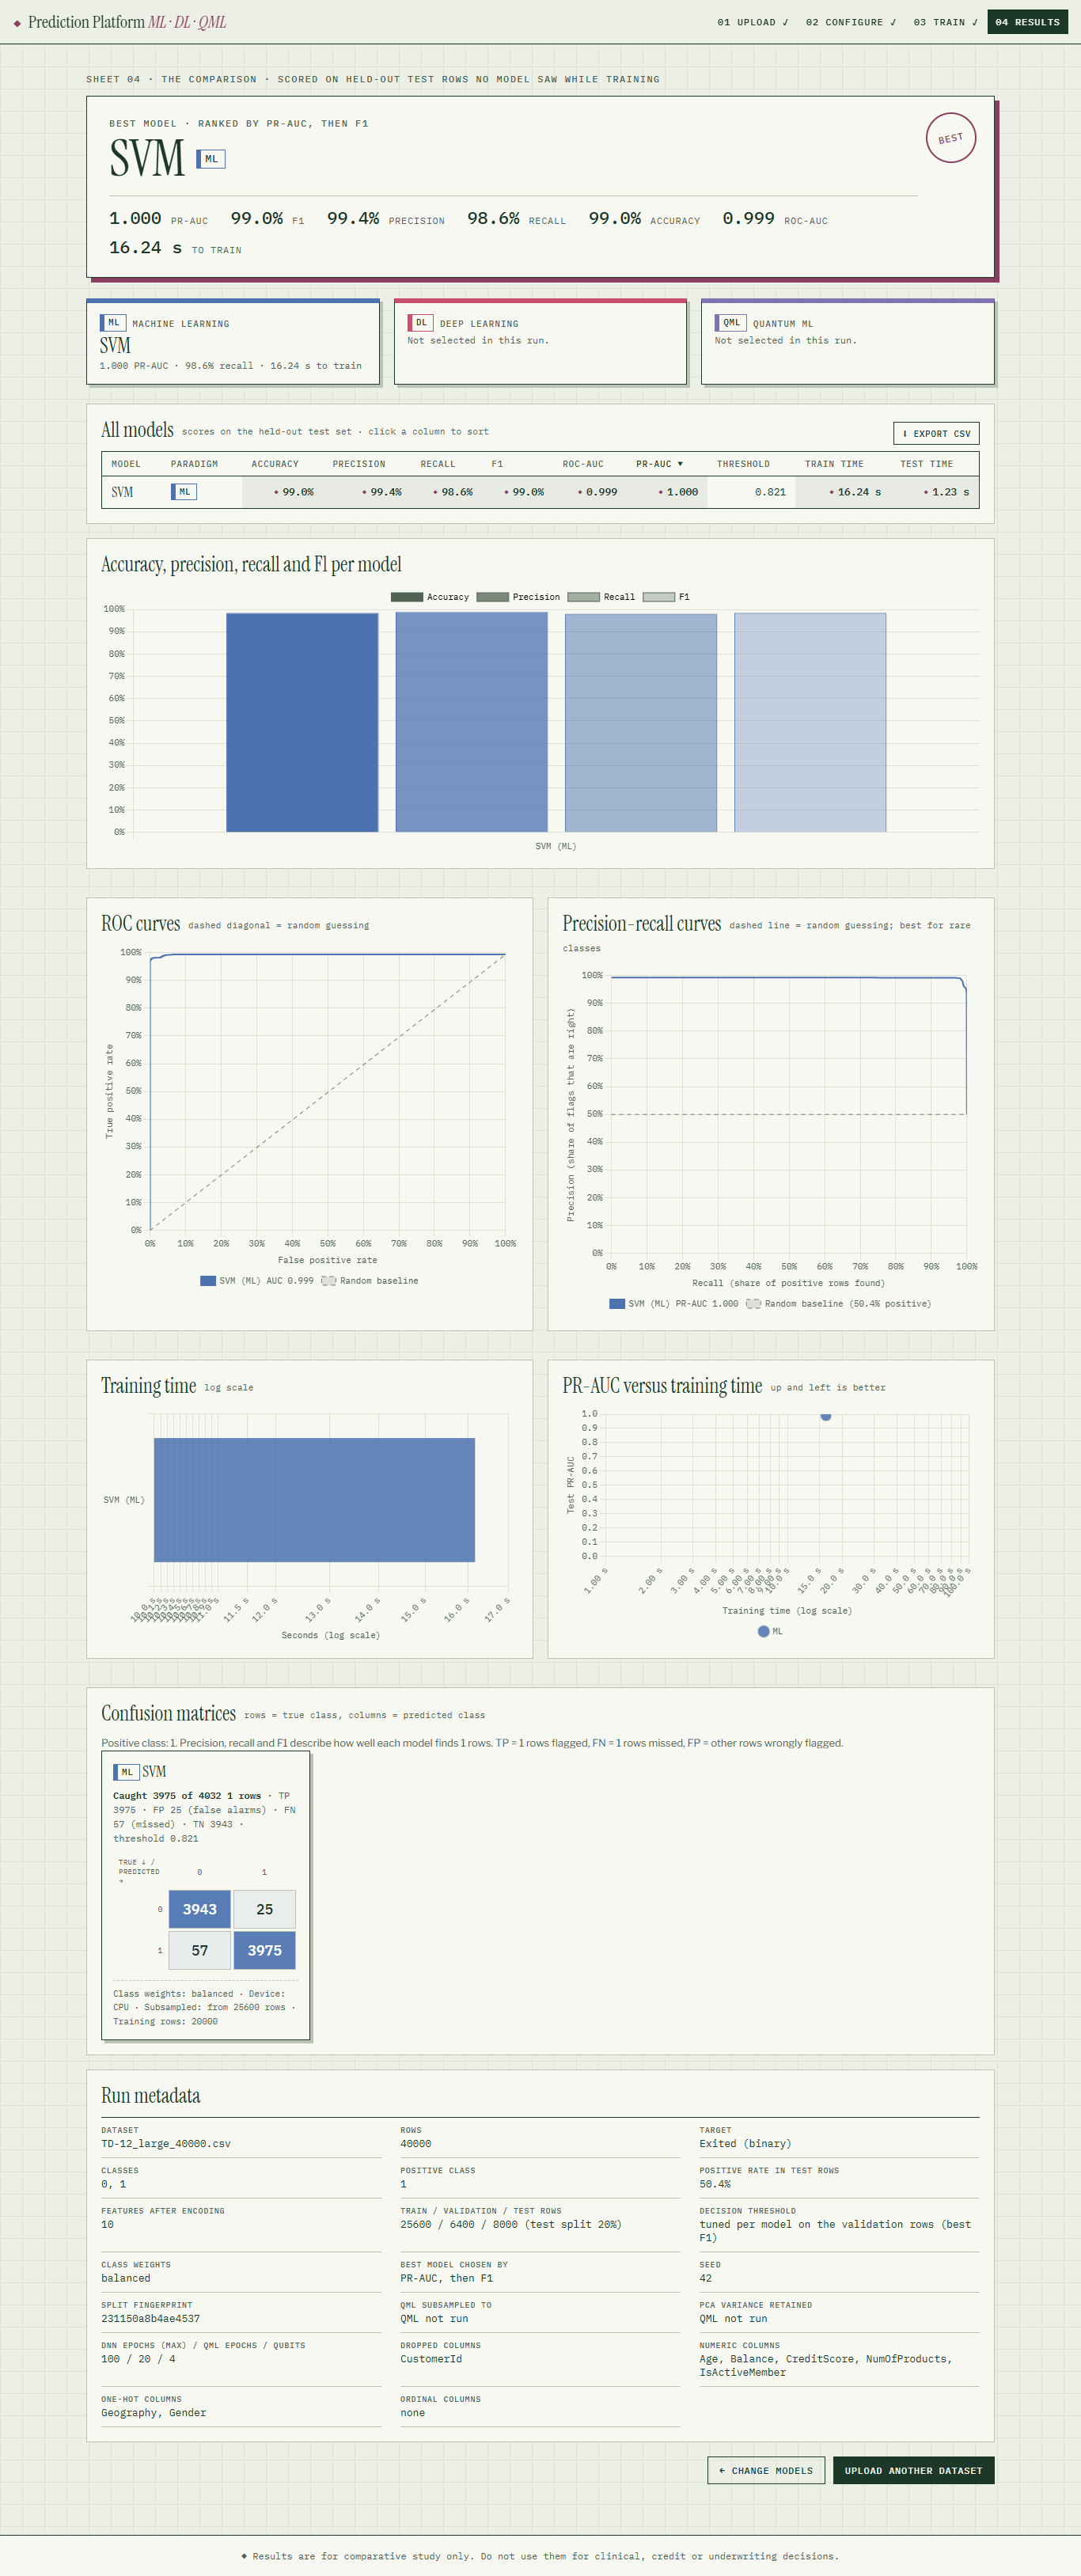 ◆ Prediction Platform ML·DL·QML
01 UPLOAD ✓ 02 CONFIGURE ✓ 03 TRAIN ✓ 04 RESULTS
SHEET 04 · THE COMPARISON · SCORED ON HELD-OUT TEST ROWS NO MODEL SAW WHILE TRAINING
BEST MODEL · RANKED BY PR-AUC, THEN F1
BEST
SVM ML
1.000 PR-AUC 99.0% F1 99.4% PRECISION 98.6% RECALL 99.0% ACCURACY 0.999 ROC-AUC
16.24 s TO TRAIN
ML MACHINE LEARNING
SVM
1.000 PR-AUC · 98.6% recall · 16.24 s to train
DL DEEP LEARNING
Not selected in this run.
QML QUANTUM ML
Not selected in this run.
All models scores on the held-out test set · click a column to sort
⬇ EXPORT CSV
MODEL PARADIGM ACCURACY PRECISION RECALL F1 ROC-AUC PR-AUC ▼ THRESHOLD TRAIN TIME TEST TIME
SVM ML ◆ 99.0% ◆ 99.4% ◆ 98.6% ◆ 99.0% ◆ 0.999 ◆ 1.000 0.821 ◆ 16.24 s ◆ 1.23 s
Accuracy, precision, recall and F1 per model
Accuracy Precision Recall F1
100%
90%
80%
70%
60%
50%
40%
30%
20%
10%
0%
SVM (ML)
ROC curves dashed diagonal = random guessing
True positive rate
100%
90%
80%
70%
60%
50%
40%
30%
20%
10%
0%
0% 10% 20% 30% 40% 50% 60% 70% 80% 90% 100%
False positive rate
SVM (ML) AUC 0.999 Random baseline
Precision-recall curves dashed line = random guessing; best for rare
classes
Precision (share of flags that are right)
100%
90%
80%
70%
60%
50%
40%
30%
20%
10%
0%
0% 10% 20% 30% 40% 50% 60% 70% 80% 90% 100%
Recall (share of positive rows found)
SVM (ML) PR-AUC 1.000 Random baseline (50.4% positive)
Training time log scale
SVM (ML)
11.0 s 11.5 s 12.0 s 13.0 s 14.0 s 15.0 s 16.0 s 17.0 s
Seconds (log scale)
PR-AUC versus training time up and left is better
Test PR-AUC
1.0
0.9
0.8
0.7
0.6
0.5
0.4
0.3
0.2
0.1
0.0
1.00 s 2.00 s 3.00 s 4.00 s 5.00 s 6.00 s 10.0 s 15.0 s 20.0 s 30.0 s 40.0 s 50.0 s 60.0 s 70.0 s 100.0 s
Training time (log scale)
ML
Confusion matrices rows = true class, columns = predicted class
Positive class: 1. Precision, recall and F1 describe how well each model finds 1 rows. TP = 1 rows flagged, FN = 1 rows missed, FP = other rows wrongly flagged.
ML SVM
Caught 3975 of 4032 1 rows · TP
3975 · FP 25 (false alarms) · FN
57 (missed) · TN 3943 ·
threshold 0.821
TRUE ↓ /
PREDICTED
→
0 1
0 3943 25
1 57 3975
Class weights: balanced · Device:
CPU · Subsampled: from 25600 rows ·
Training rows: 20000
Run metadata
DATASET
TD-12_large_40000.csv
ROWS
40000
TARGET
Exited (binary)
CLASSES
0, 1
POSITIVE CLASS
1
POSITIVE RATE IN TEST ROWS
50.4%
FEATURES AFTER ENCODING
10
TRAIN / VALIDATION / TEST ROWS
25600 / 6400 / 8000 (test split 20%)
DECISION THRESHOLD
tuned per model on the validation rows (best
F1)
CLASS WEIGHTS
balanced
BEST MODEL CHOSEN BY
PR-AUC, then F1
SEED
42
SPLIT FINGERPRINT
231150a8b4ae4537
QML SUBSAMPLED TO
QML not run
PCA VARIANCE RETAINED
QML not run
DNN EPOCHS (MAX) / QML EPOCHS / QUBITS
100 / 20 / 4
DROPPED COLUMNS
CustomerId
NUMERIC COLUMNS
Age, Balance, CreditScore, NumOfProducts,
IsActiveMember
ONE-HOT COLUMNS
Geography, Gender
ORDINAL COLUMNS
none
← CHANGE MODELS
UPLOAD ANOTHER DATASET
◆ Results are for comparative study only. Do not use them for clinical, credit or underwriting decisions.